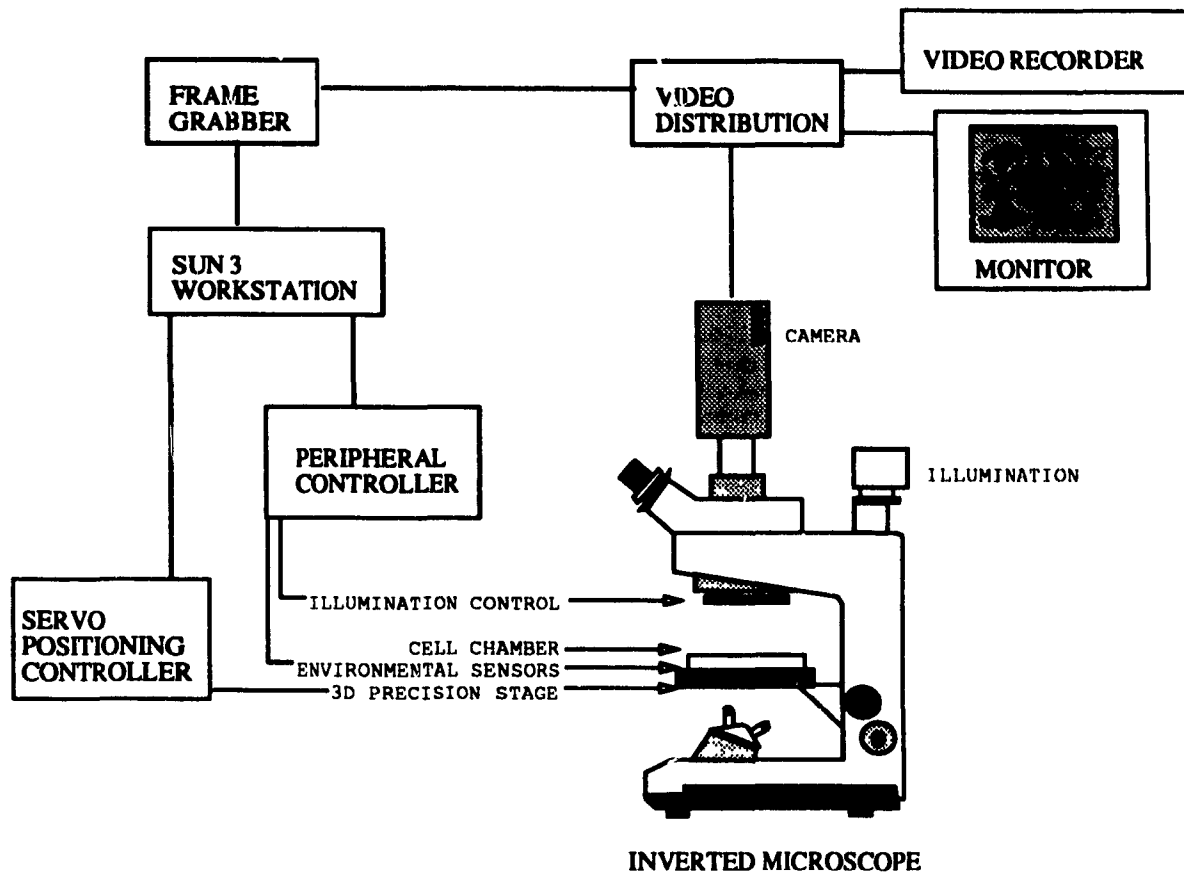 VIDEO RECORDER
FRAME
GRABBER
VIDEO
DISTRIBUTION
MONITOR
SUN 3
WORKSTATION
CAMERA
PERIPHERAL
CONTROLLER
ILLUMINATION
SERVO
POSITIONING
CONTROLLER
ILLUMINATION CONTROL
CELL CHAMBER
ENVIRONMENTAL SENSORS
3D PRECISION STAGE
INVERTED MICROSCOPE